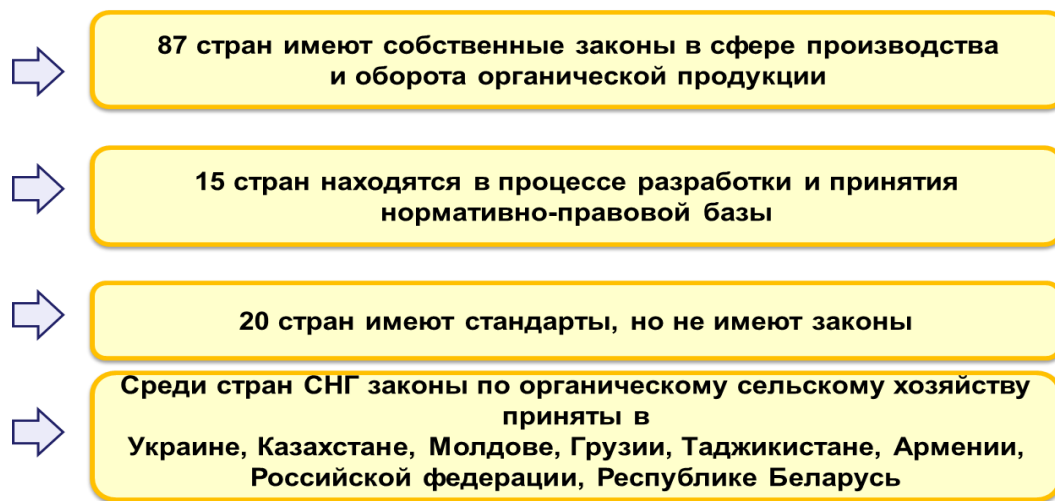 87 стран имеют собственные законы в сфере производства
и оборота органической продукции
15 стран находятся в процессе разработки и принятия
нормативно-правовой базы
20 стран имеют стандарты, но не имеют законы
Среди стран СНГ законы по органическому сельскому хозяйству
приняты в
Украине, Казахстане, Молдове, Грузии, Таджикистане, Армении,
Российской федерации, Республике Беларусь